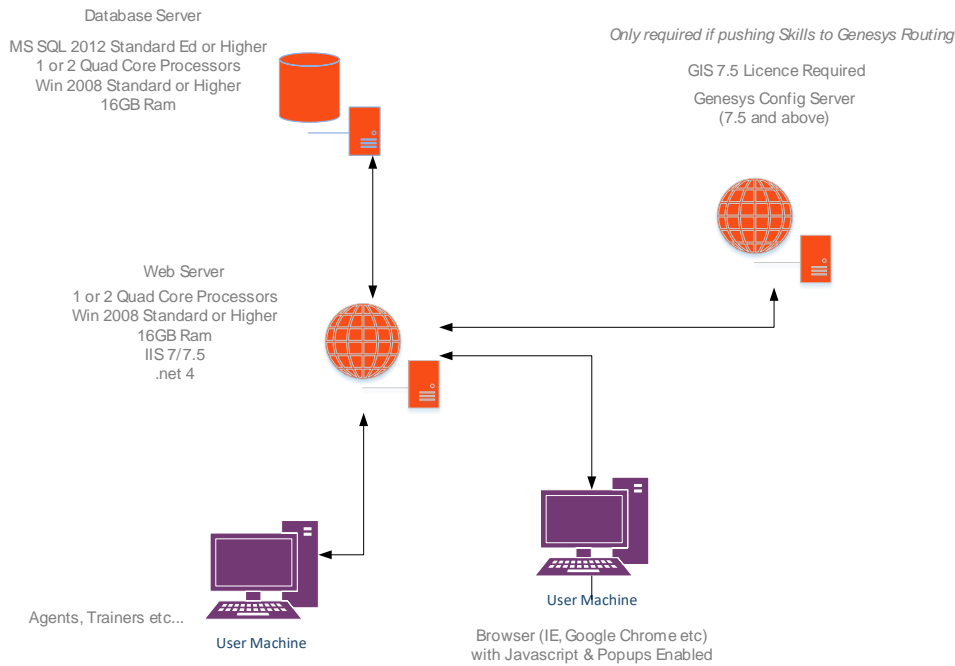 Database Server
MS SQL 2012 Standard Ed or Higher
1 or 2 Quad Core Processors
Win 2008 Standard or Higher
16GB Ram
Only required if pushing Skills to Genesys Routing
GIS 7.5 Licence Required
Genesys Config Server
(7.5 and above)
Web Server
1 or 2 Quad Core Processors
Win 2008 Standard or Higher
16GB Ram
IIS 7/7.5
.net 4
Agents, Trainers etc...
User Machine
User Machine
Browser (IE, Google Chrome etc)
with Javascript & Popups Enabled